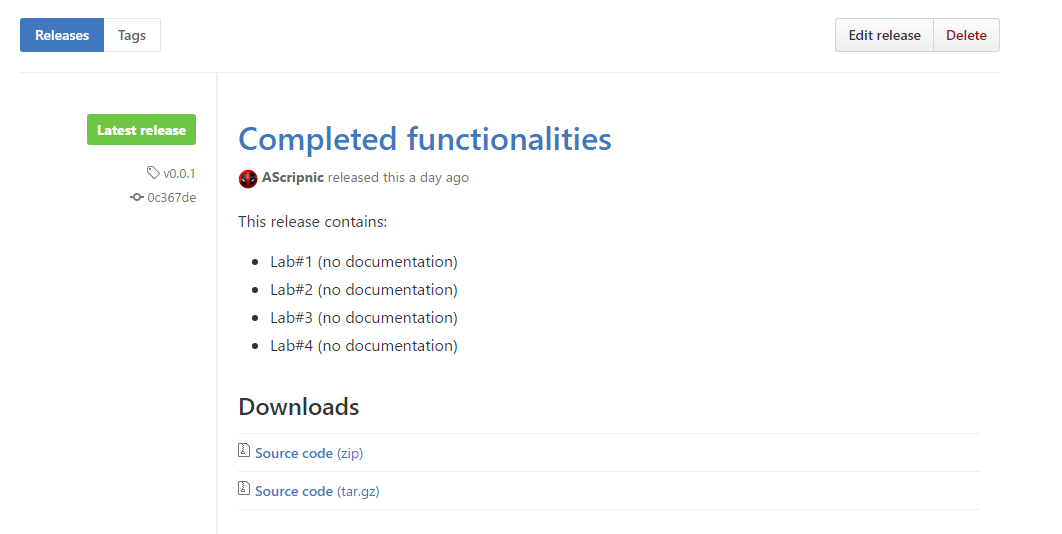 Releases Tags Edit release Delete
Latest release
v0.0.1
0c367de
Completed functionalities
AScripnic released this a day ago
This release contains:
Lab#1 (no documentation)
Lab#2 (no documentation)
Lab#3 (no documentation)
Lab#4 (no documentation)
Downloads
Source code (zip)
Source code (tar.gz)